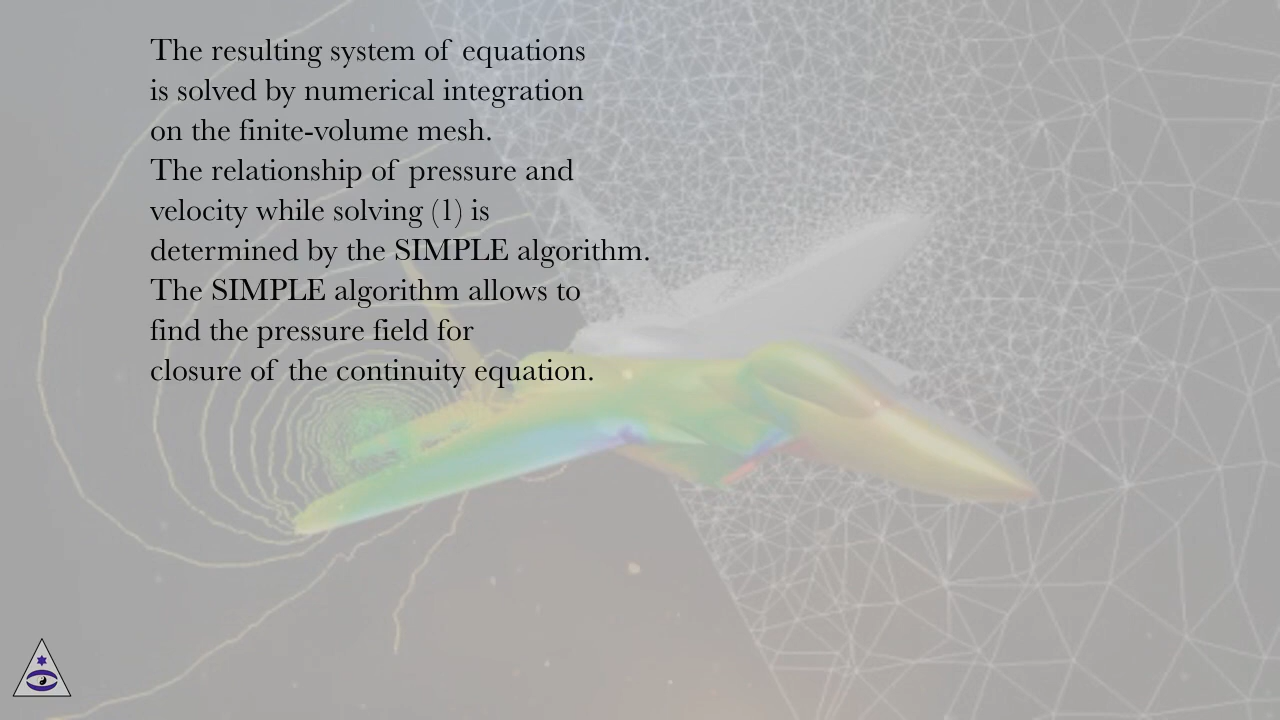 The resulting system of equations
is solved by numerical integration
on the finite-volume mesh.
The relationship of pressure and
velocity while solving (1) is
determined by the SIMPLE algorithm.
The SIMPLE algorithm allows to
find the pressure field for
closure of the continuity equation.